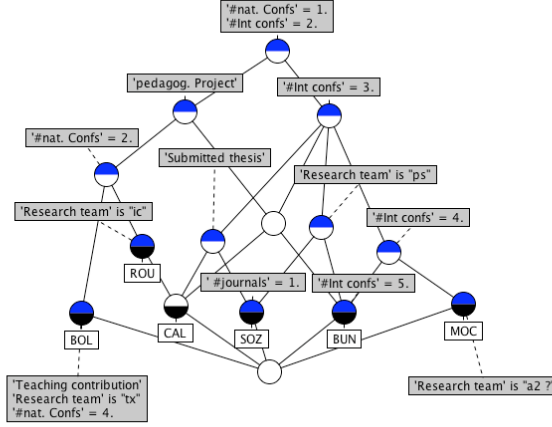 '#nat. Confs' = 1.
'#Int confs' = 2.
'pedagog. Project'
'#Int confs' = 3.
'#nat. Confs' = 2.
'Submitted thesis'
'Research team' is "ps"
'Research team' is "ic"
'#Int confs' = 4.
ROU
' #journals' = 1.
'#Int confs' = 5.
BOL
CAL
SOZ
BUN
MOC
'Teaching contribution'
'Research team' is "tx"
'#nat. Confs' = 4.
'Research team' is "a2 ?"